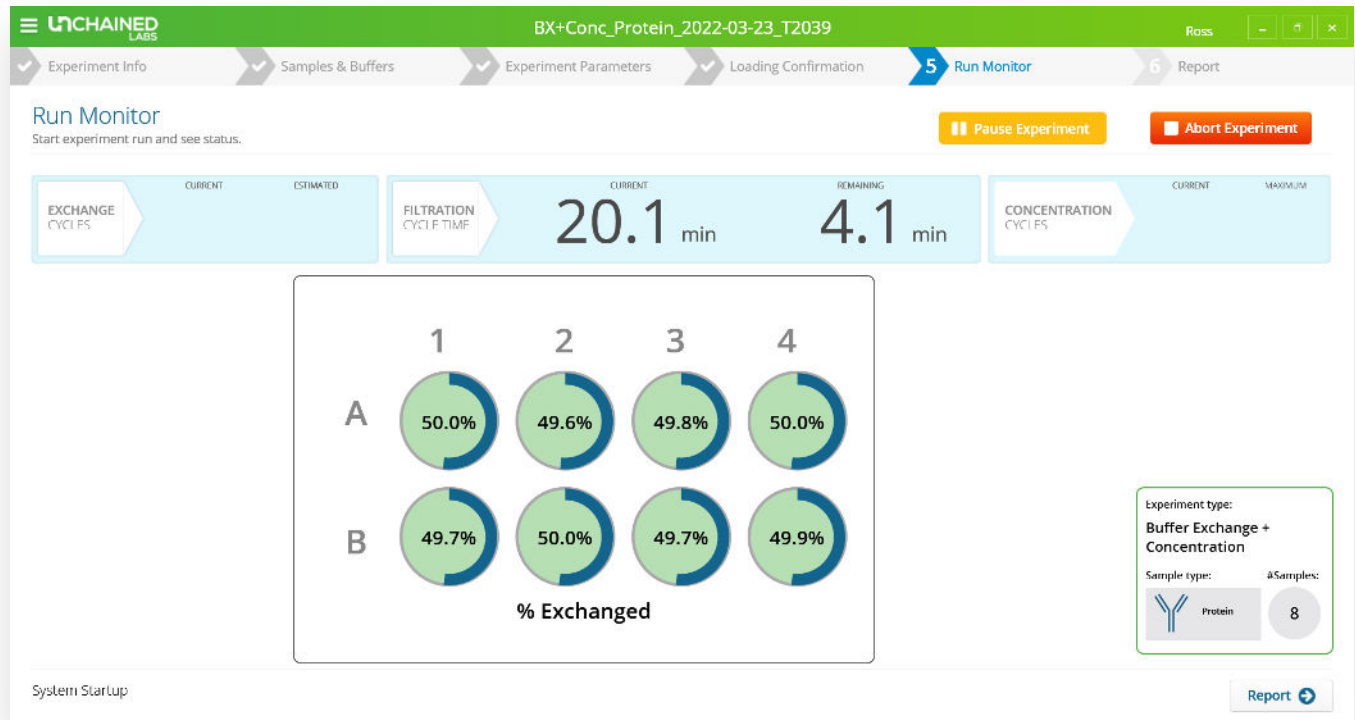 UNCHAINED
LABS
BX+Conc_Protein_2022-03-23_T2039
Ross
Experiment Info
Samples & Buffers
Experiment Parameters
Loading Confirmation
5 Run Monitor
6 Report
Run Monitor
Start experiment run and see status.
Pause Experiment
Abort Experiment
EXCHANGE
CYCLES
CURRENT ESTIMATED
FILTRATION
CYCLE TIME
CURRENT REMAINING
20.1 min 4.1 min
CONCENTRATION
CYCLES
CURRENT MAXIMUM
1 2 3 4
A 50.0% 49.6% 49.8% 50.0%
B 49.7% 50.0% 49.7% 49.9%
% Exchanged
Experiment type:
Buffer Exchange +
Concentration
Sample type: #Samples:
Protein 8
System Startup
Report